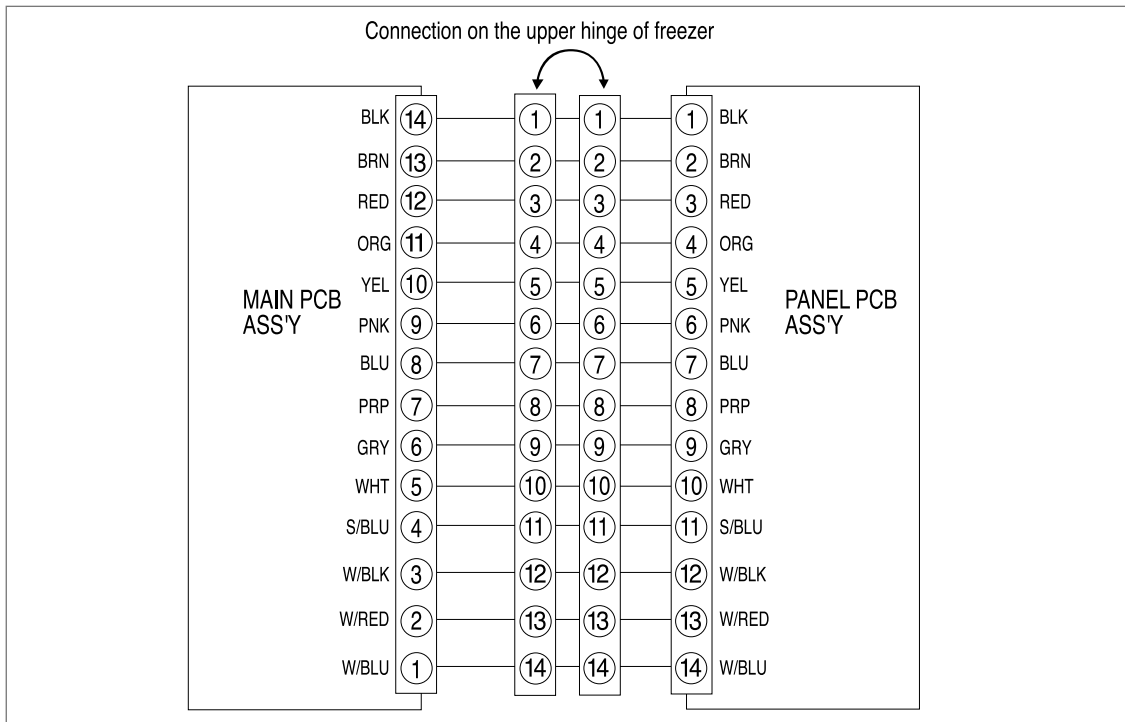 Connection on the upper hinge of freezer
BLK 14 1 1 1 BLK
BRN 13 2 2 2 BRN
RED 12 3 3 3 RED
ORG 11 4 4 4 ORG
YEL 10 5 5 5 YEL
MAIN PCB
ASS'Y
PANEL PCB
ASS'Y
PNK 9 6 6 6 PNK
BLU 8 7 7 7 BLU
PRP 7 8 8 8 PRP
GRY 6 9 9 9 GRY
WHT 5 10 10 10 WHT
S/BLU 4 11 11 11 S/BLU
W/BLK 3 12 12 12 W/BLK
W/RED 2 13 13 13 W/RED
W/BLU 1 14 14 14 W/BLU